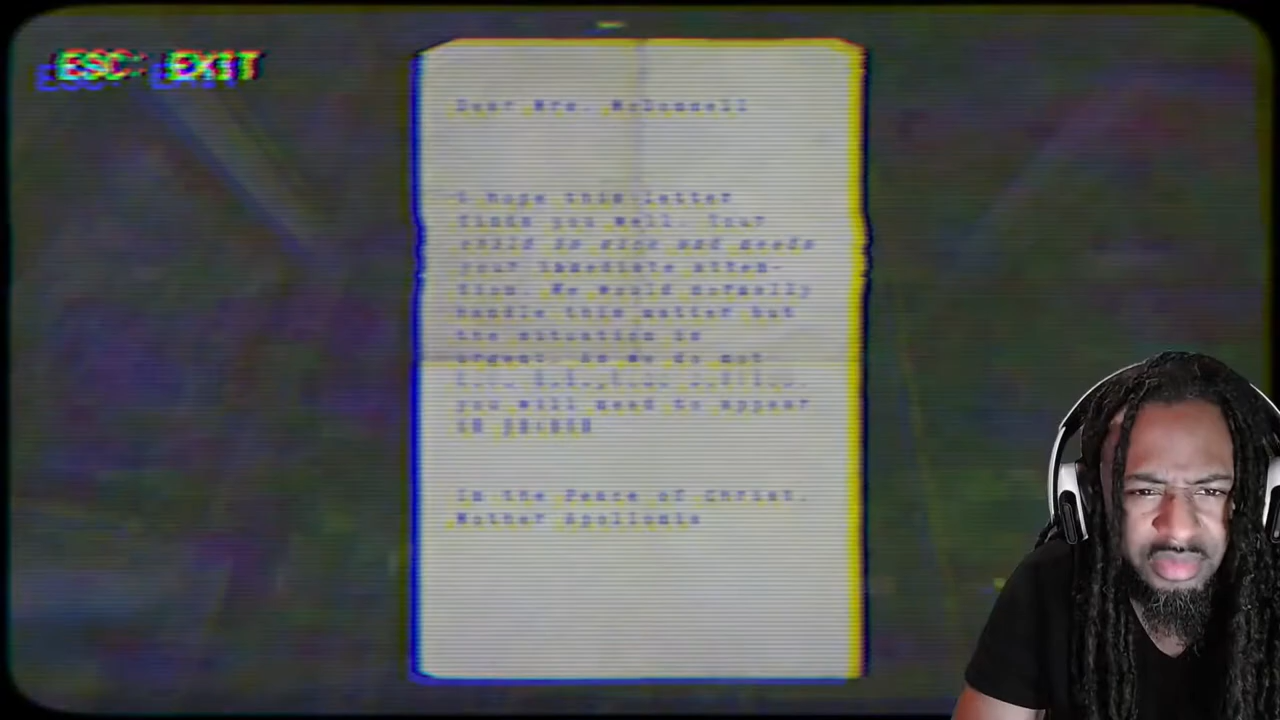 ESC: EXIT
Dear Mrs. McDonnell
I hope this letter
finds you well. Your
child is sick and needs
your immediate atten-
tion. We would normally
handle this matter but
the situation is
urgent. As we do not
you will need to appear
in person
In the Peace of Christ,
Mother Apollonia